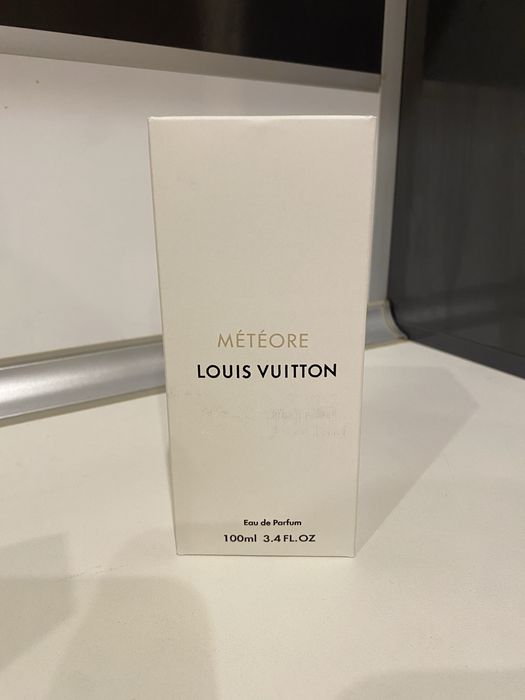 MÉTÉORE
LOUIS VUITTON
Eau de Parfum
100ml 3.4 FL.OZ